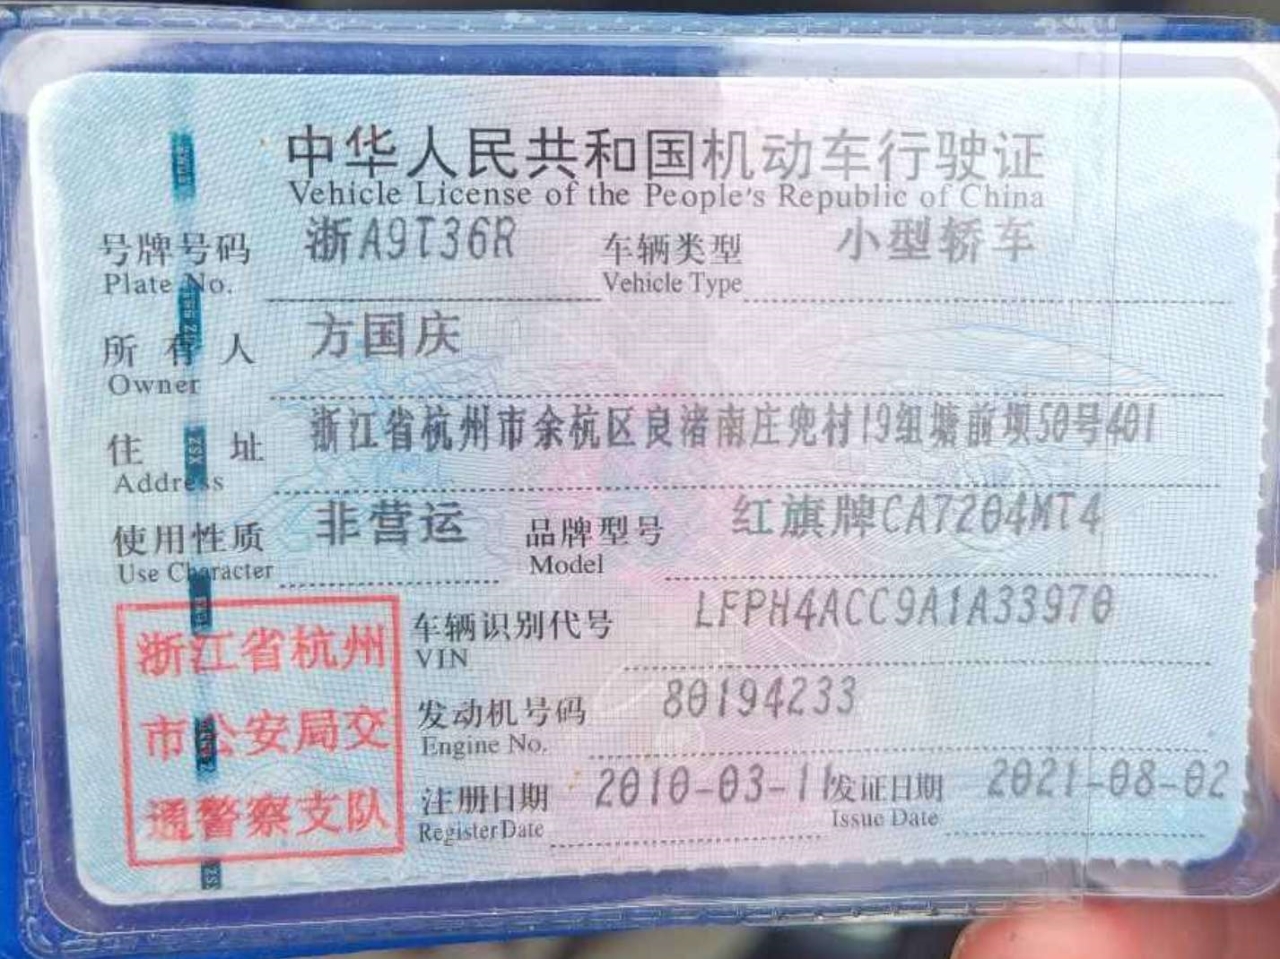 中华人民共和国机动车行驶证
Vehicle License of the People's Republic of China
号牌号码 浙A9T36R 车辆类型 小型轿车
Plate No. Vehicle Type
所有人 方国庆
Owner
住址 浙江省杭州市余杭区良渚南庄兜村19组塘前坝50号401
Address
使用性质 非营运 品牌型号 红旗牌CA7204MT4
Use Character Model
浙江省杭州
市公安局交
通警察支队
车辆识别代号 LFPH4ACC9A1A33970
VIN
发动机号码 80194233
Engine No.
注册日期 2010-03-11 发证日期 2021-08-02
Register Date Issue Date